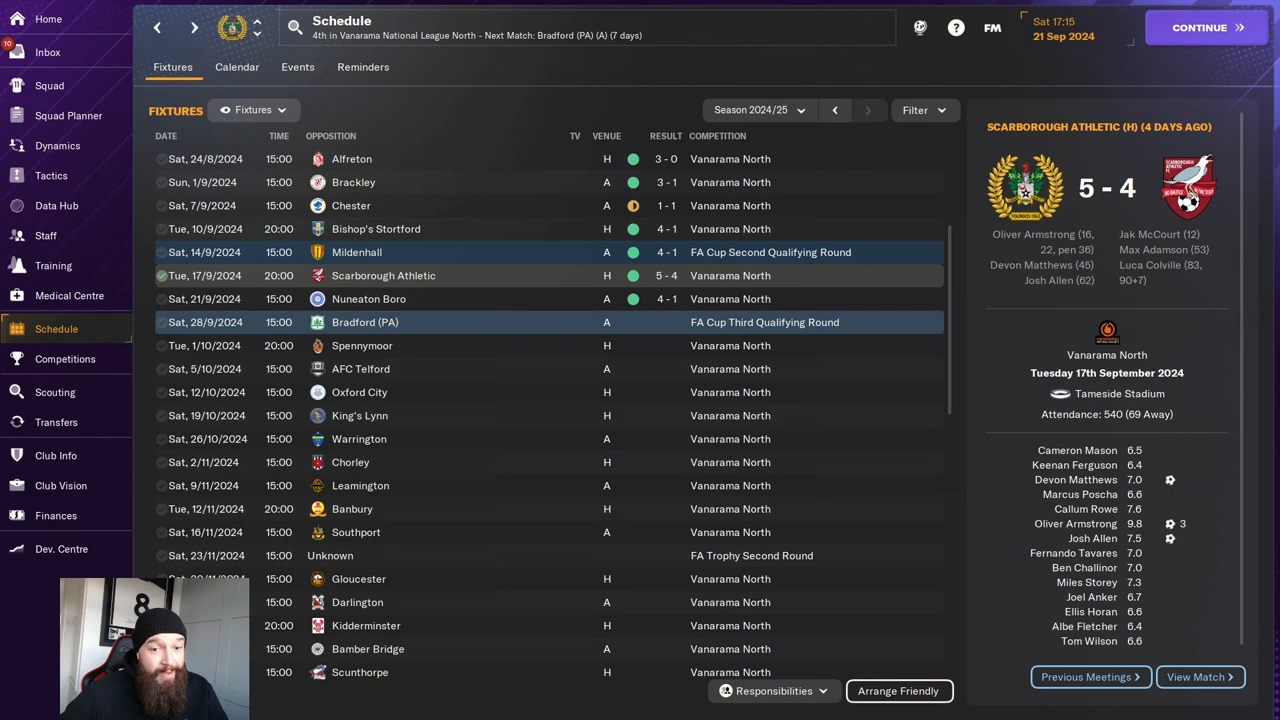 Home
10
Inbox
Squad
Squad Planner
Dynamics
Tactics
Data Hub
Staff
Training
Medical Centre
Schedule
Competitions
Scouting
Transfers
Club Info
Club Vision
Finances
Dev. Centre
Schedule
4th in Vanarama National League North - Next Match: Bradford (PA) (A) (7 days)
?
FM
Sat 17:15
21 Sep 2024
CONTINUE
Fixtures Calendar Events Reminders
FIXTURES Fixtures Season 2024/25 Filter
DATE TIME OPPOSITION TV VENUE RESULT COMPETITION
Sat, 24/8/2024 15:00 Alfreton H 3 - 0 Vanarama North
Sun, 1/9/2024 15:00 Brackley A 3 - 1 Vanarama North
Sat, 7/9/2024 15:00 Chester A 1 - 1 Vanarama North
Tue, 10/9/2024 20:00 Bishop's Stortford H 4 - 1 Vanarama North
Sat, 14/9/2024 15:00 Mildenhall A 4 - 1 FA Cup Second Qualifying Round
Tue, 17/9/2024 20:00 Scarborough Athletic H 5 - 4 Vanarama North
Sat, 21/9/2024 15:00 Nuneaton Boro A 4 - 1 Vanarama North
Sat, 28/9/2024 15:00 Bradford (PA) A FA Cup Third Qualifying Round
Tue, 1/10/2024 20:00 Spennymoor H Vanarama North
Sat, 5/10/2024 15:00 AFC Telford A Vanarama North
Sat, 12/10/2024 15:00 Oxford City H Vanarama North
Sat, 19/10/2024 15:00 King's Lynn H Vanarama North
Sat, 26/10/2024 15:00 Warrington A Vanarama North
Sat, 2/11/2024 15:00 Chorley H Vanarama North
Sat, 9/11/2024 15:00 Leamington A Vanarama North
Tue, 12/11/2024 20:00 Banbury H Vanarama North
Sat, 16/11/2024 15:00 Southport A Vanarama North
Sat, 23/11/2024 15:00 Unknown FA Trophy Second Round
15:00 Gloucester H Vanarama North
15:00 Darlington A Vanarama North
20:00 Kidderminster H Vanarama North
15:00 Bamber Bridge A Vanarama North
15:00 Scunthorpe H Vanarama North
Responsibilities Arrange Friendly
SCARBOROUGH ATHLETIC (H) (4 DAYS AGO)
5 - 4
Oliver Armstrong (16, Jak McCourt (12)
22, pen 36) Max Adamson (53)
Devon Matthews (45) Luca Colville (83,
Josh Allen (62) 90+7)
Vanarama North
Tuesday 17th September 2024
Tameside Stadium
Attendance: 540 (69 Away)
Cameron Mason 6.5
Keenan Ferguson 6.4
Devon Matthews 7.0
Marcus Poscha 6.6
Callum Rowe 7.6
Oliver Armstrong 9.8 3
Josh Allen 7.5
Fernando Tavares 7.0
Ben Challinor 7.0
Miles Storey 7.3
Joel Anker 6.7
Ellis Horan 6.6
Albe Fletcher 6.4
Tom Wilson 6.6
Previous Meetings View Match
8